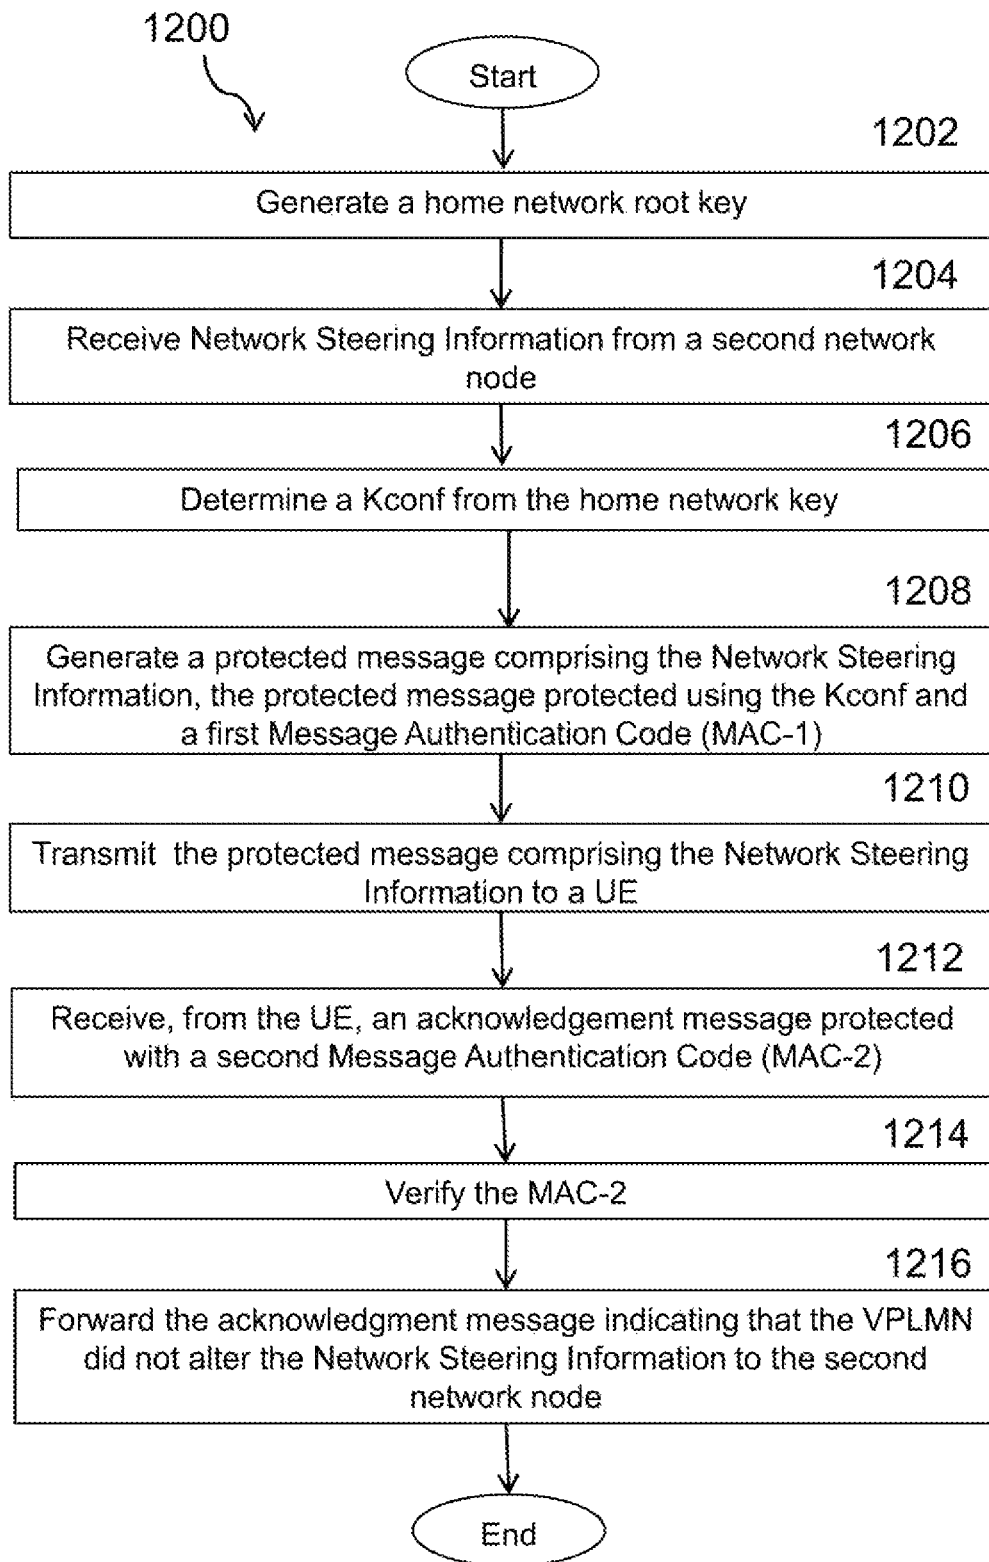 1200
Start
1202
Generate a home network root key
1204
Receive Network Steering Information from a second network
node
1206
Determine a Kconf from the home network key
1208
Generate a protected message comprising the Network Steering
Information, the protected message protected using the Kconf and
a first Message Authentication Code (MAC-1)
1210
Transmit the protected message comprising the Network Steering
Information to a UE
1212
Receive, from the UE, an acknowledgement message protected
with a second Message Authentication Code (MAC-2)
1214
Verify the MAC-2
1216
Forward the acknowledgment message indicating that the VPLMN
did not alter the Network Steering Information to the second
network node
End